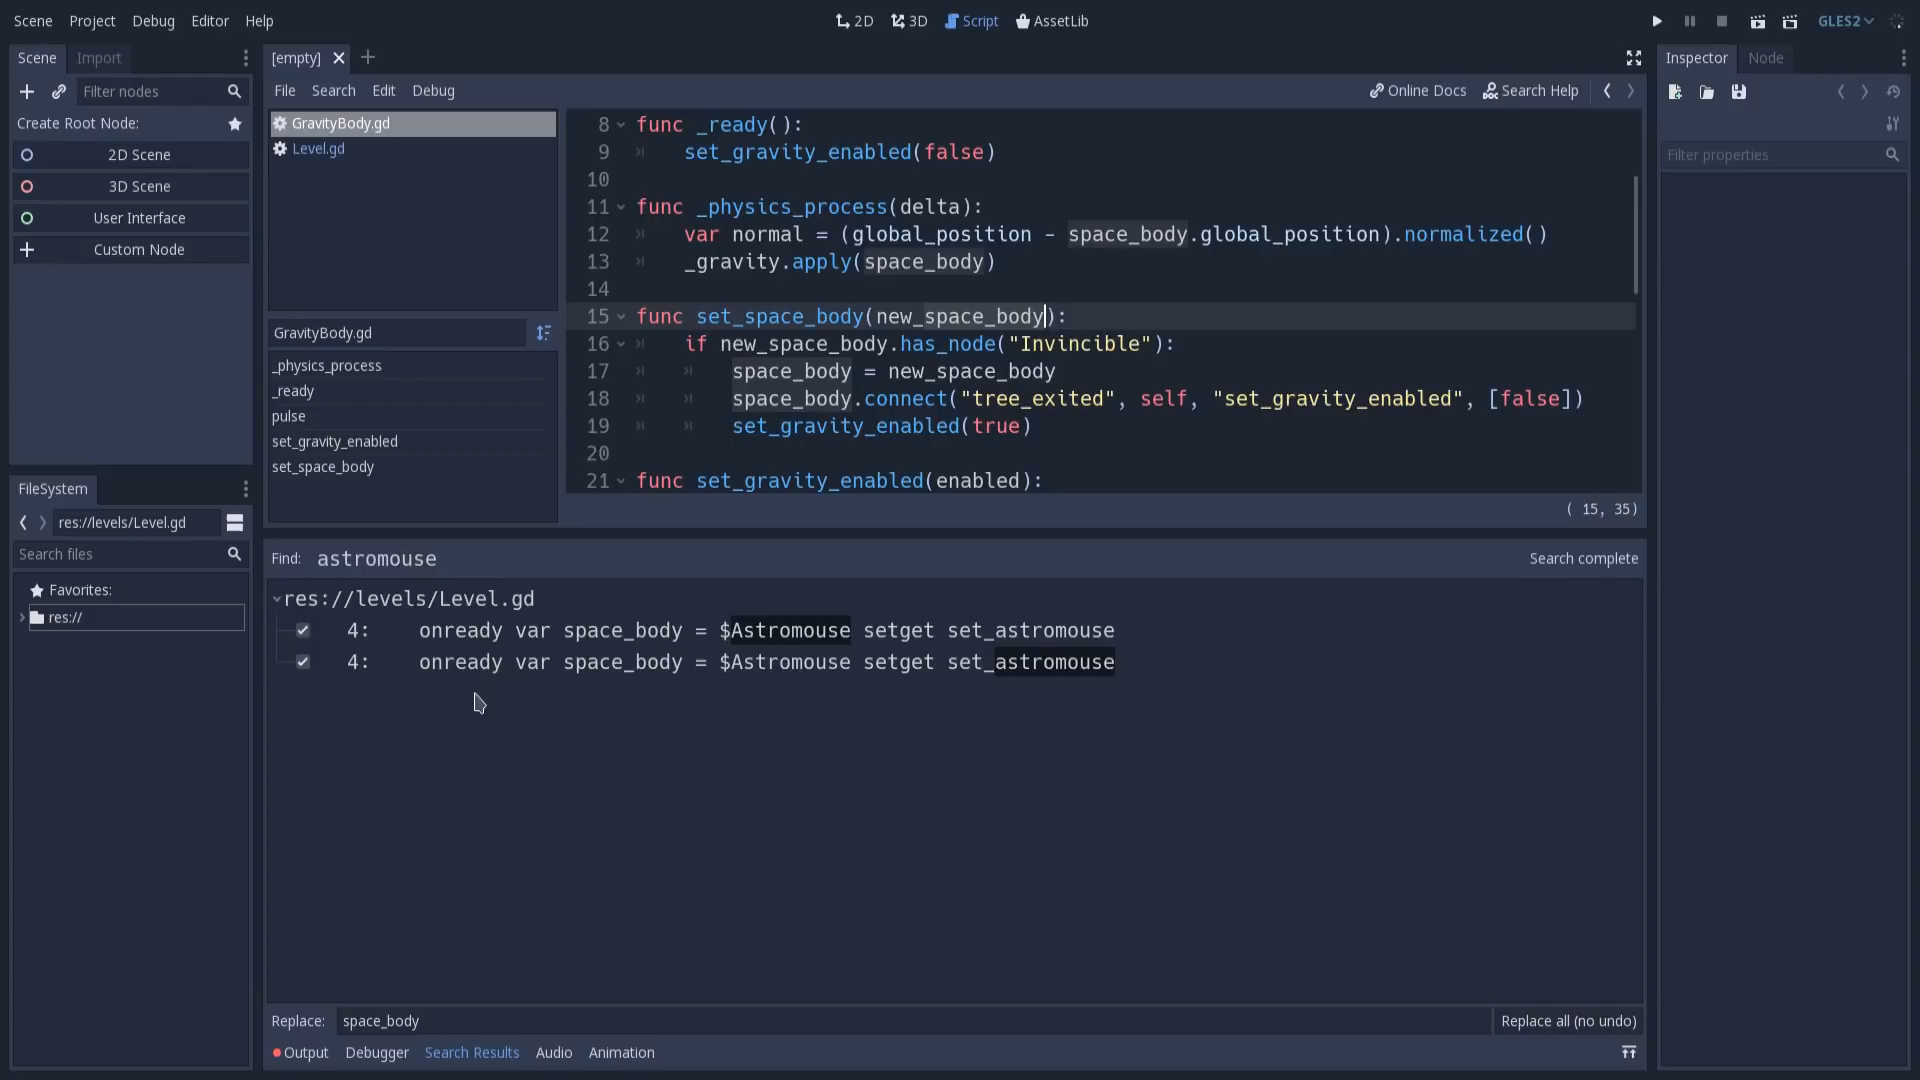 Scene Project Debug Editor Help
2D 3D Script AssetLib
GLES2
Scene Import
Filter nodes
Create Root Node:
2D Scene
3D Scene
User Interface
Custom Node
FileSystem
res://levels/Level.gd
Search files
Favorites:
res://
[empty]
File Search Edit Debug
Online Docs Search Help
GravityBody.gd
Level.gd
GravityBody.gd
_physics_process
_ready
pulse
set_gravity_enabled
set_space_body
8 func _ready():
9 set_gravity_enabled(false)
10
11 func _physics_process(delta):
12 var normal = (global_position - space_body.global_position).normalized()
13 _gravity.apply(space_body)
14
15 func set_space_body(new_space_body):
16 if new_space_body.has_node("Invincible"):
17 space_body = new_space_body
18 space_body.connect("tree_exited", self, "set_gravity_enabled", [false])
19 set_gravity_enabled(true)
20
21 func set_gravity_enabled(enabled):
( 15, 35)
Find: astromouse Search complete
res://levels/Level.gd
4: onready var space_body = $Astromouse setget set_astromouse
4: onready var space_body = $Astromouse setget set_astromouse
Replace: space_body Replace all (no undo)
Output Debugger Search Results Audio Animation
Inspector Node
Filter properties